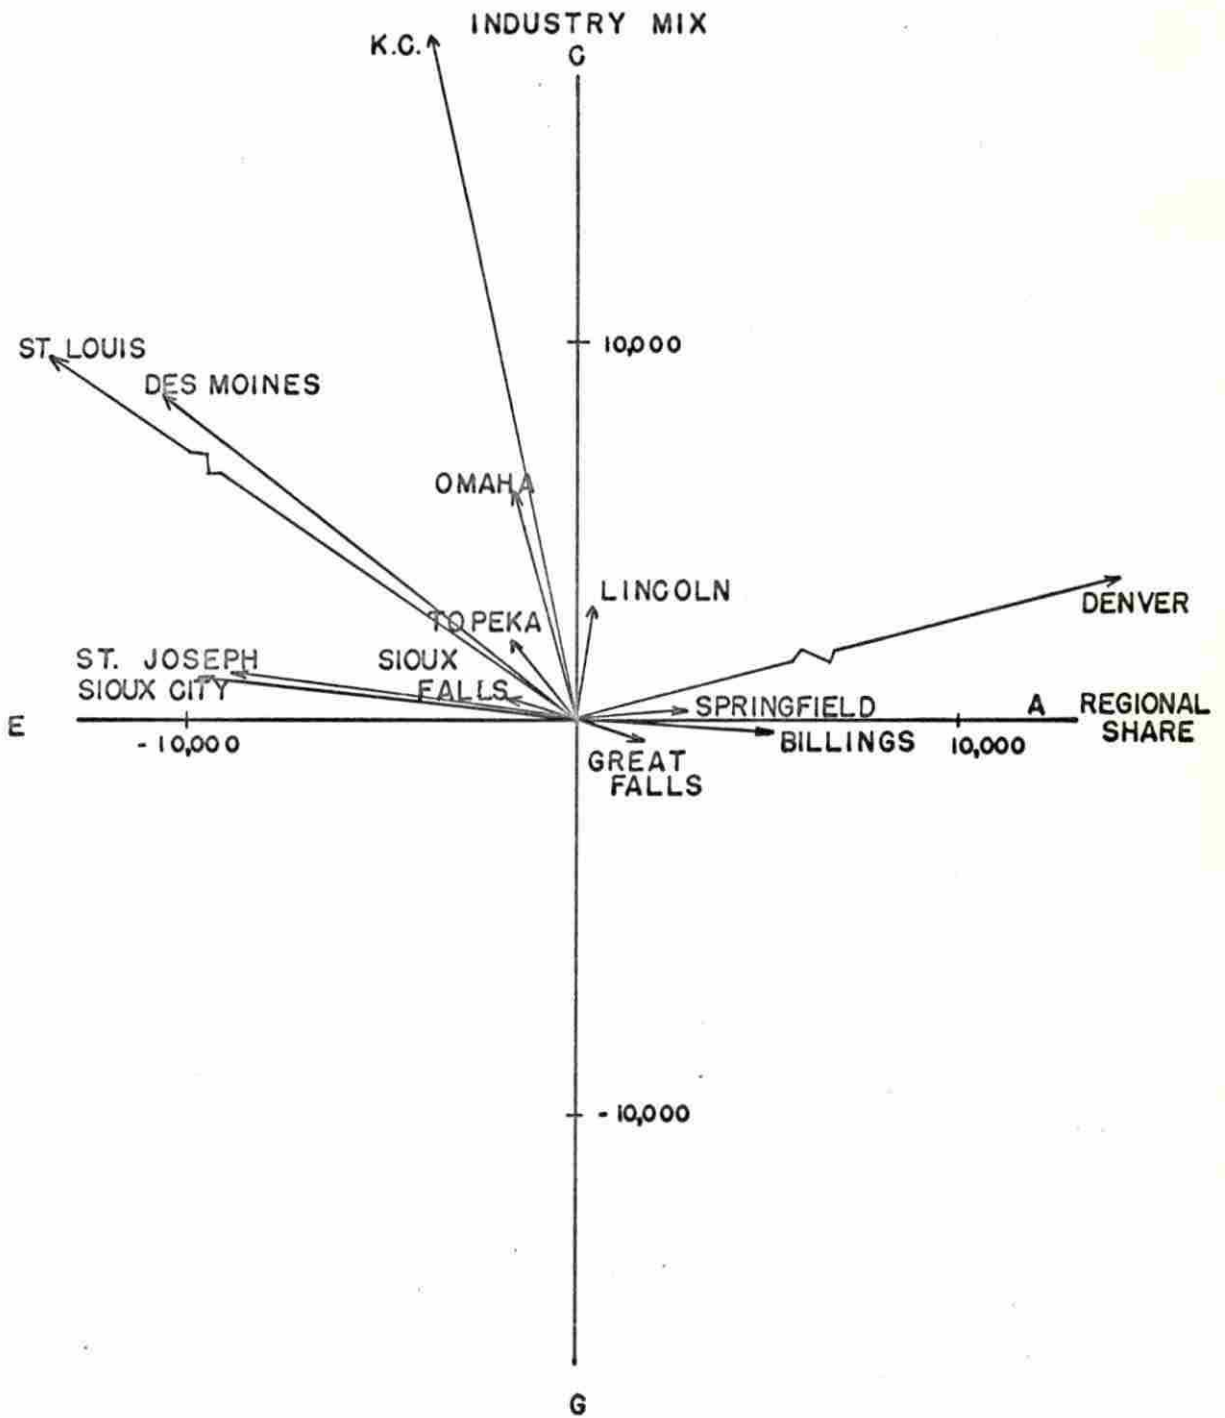 INDUSTRY MIX
C
K.C.
10,000
ST. LOUIS
DES MOINES
OMAHA
LINCOLN
DENVER
TOPEKA
ST. JOSEPH
SIOUX CITY
SIOUX
FALLS
SPRINGFIELD
A
REGIONAL
SHARE
E
-10,000
BILLINGS
10,000
GREAT
FALLS
-10,000
G